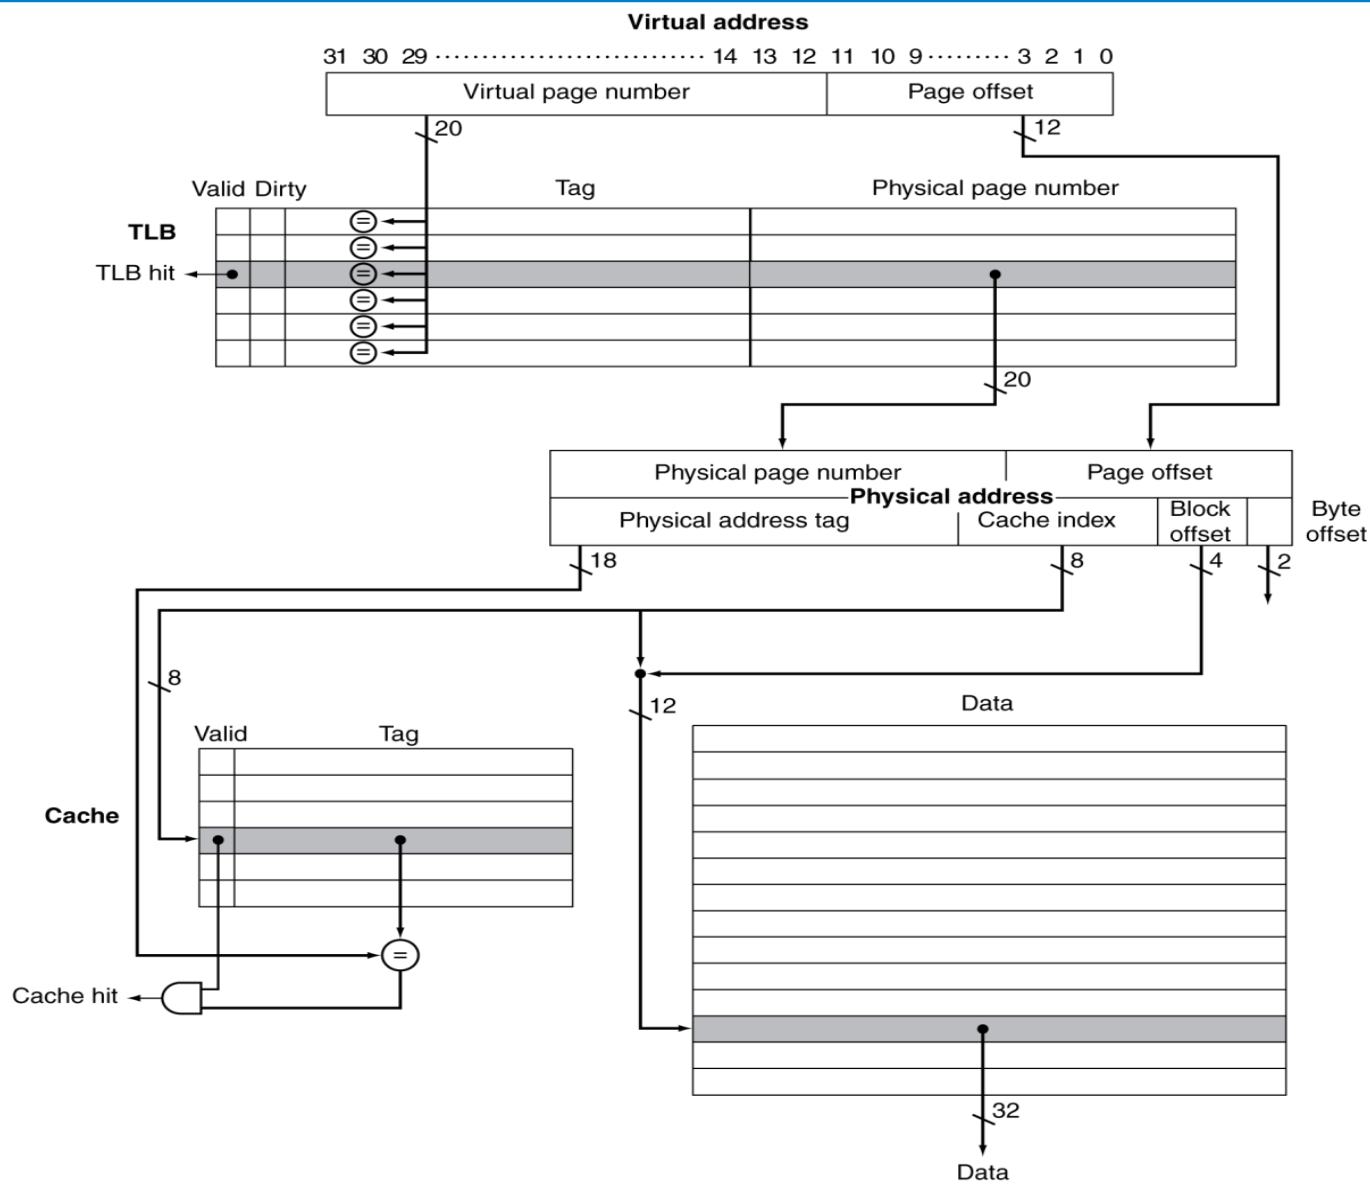 Virtual address
31 30 29 ........................... 14 13 12 11 10 9 ......... 3 2 1 0
Virtual page number Page offset
20 12
Valid Dirty Tag Physical page number
TLB
=
=
TLB hit =
=
=
=
20
Physical page number Page offset
Physical address
Physical address tag Cache index Block offset Byte offset
18 8 4 2
8
12
Data
Valid Tag
Cache
=
Cache hit
32
Data